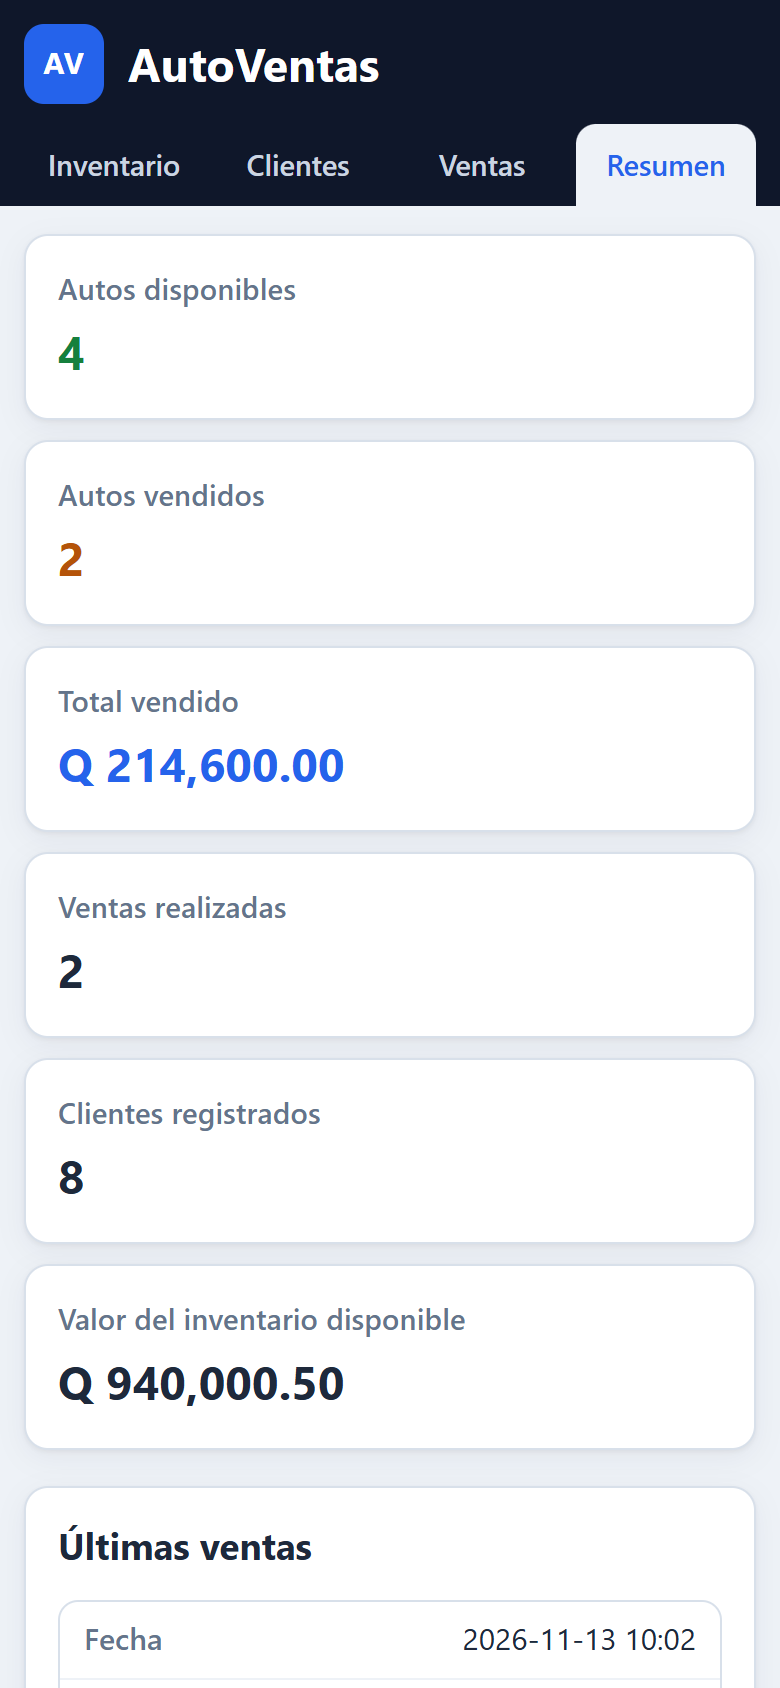 AV
AutoVentas
Inventario Clientes Ventas Resumen
Autos disponibles
4
Autos vendidos
2
Total vendido
Q 214,600.00
Ventas realizadas
2
Clientes registrados
8
Valor del inventario disponible
Q 940,000.50
Últimas ventas
Fecha 2026-11-13 10:02